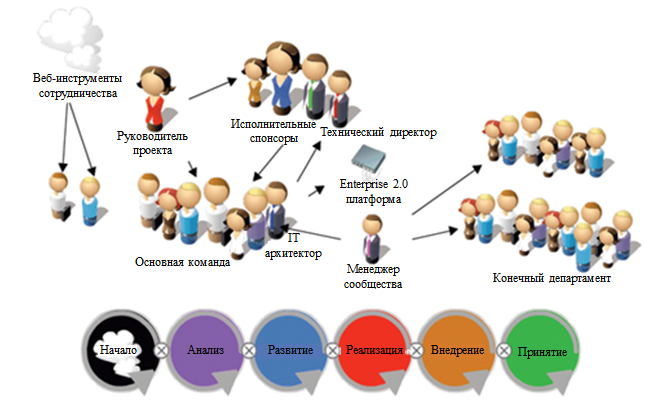 Веб-инструменты
сотрудничества
Руководитель
проекта
Исполнительные
спонсоры
Технический директор
Enterprise 2.0
платформа
IT
архитектор
Основная команда
Менеджер
сообщества
Конечный департамент
Начало
Анализ
Развитие
Реализация
Внедрение
Принятие